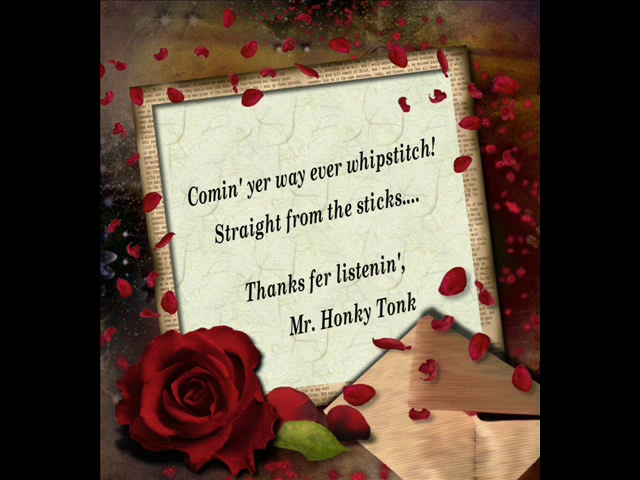 Comin' yer way ever whipstitch!
Straight from the sticks....
Thanks fer listenin',
Mr. Honky Tonk